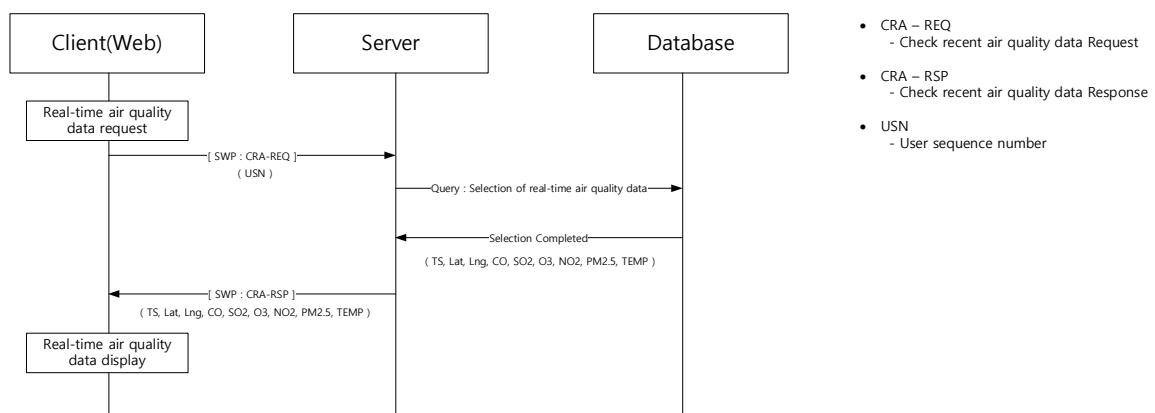 Client(Web)
Server
Database
Real-time air quality
data request
[ SWP : CRA-REQ ]
( USN )
Query : Selection of real-time air quality data
Selection Completed
( TS, Lat, Lng, CO, SO2, O3, NO2, PM2.5, TEMP )
[ SWP : CRA-RSP ]
( TS, Lat, Lng, CO, SO2, O3, NO2, PM2.5, TEMP )
Real-time air quality
data display
• CRA – REQ
- Check recent air quality data Request
• CRA – RSP
- Check recent air quality data Response
• USN
- User sequence number